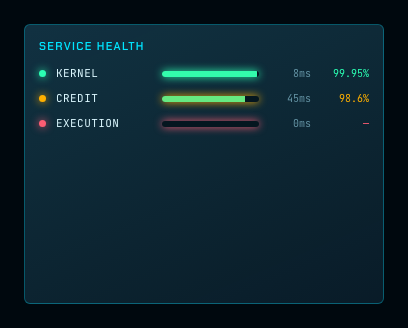 SERVICE HEALTH
KERNEL 8ms 99.95%
CREDIT 45ms 98.6%
EXECUTION 0ms —